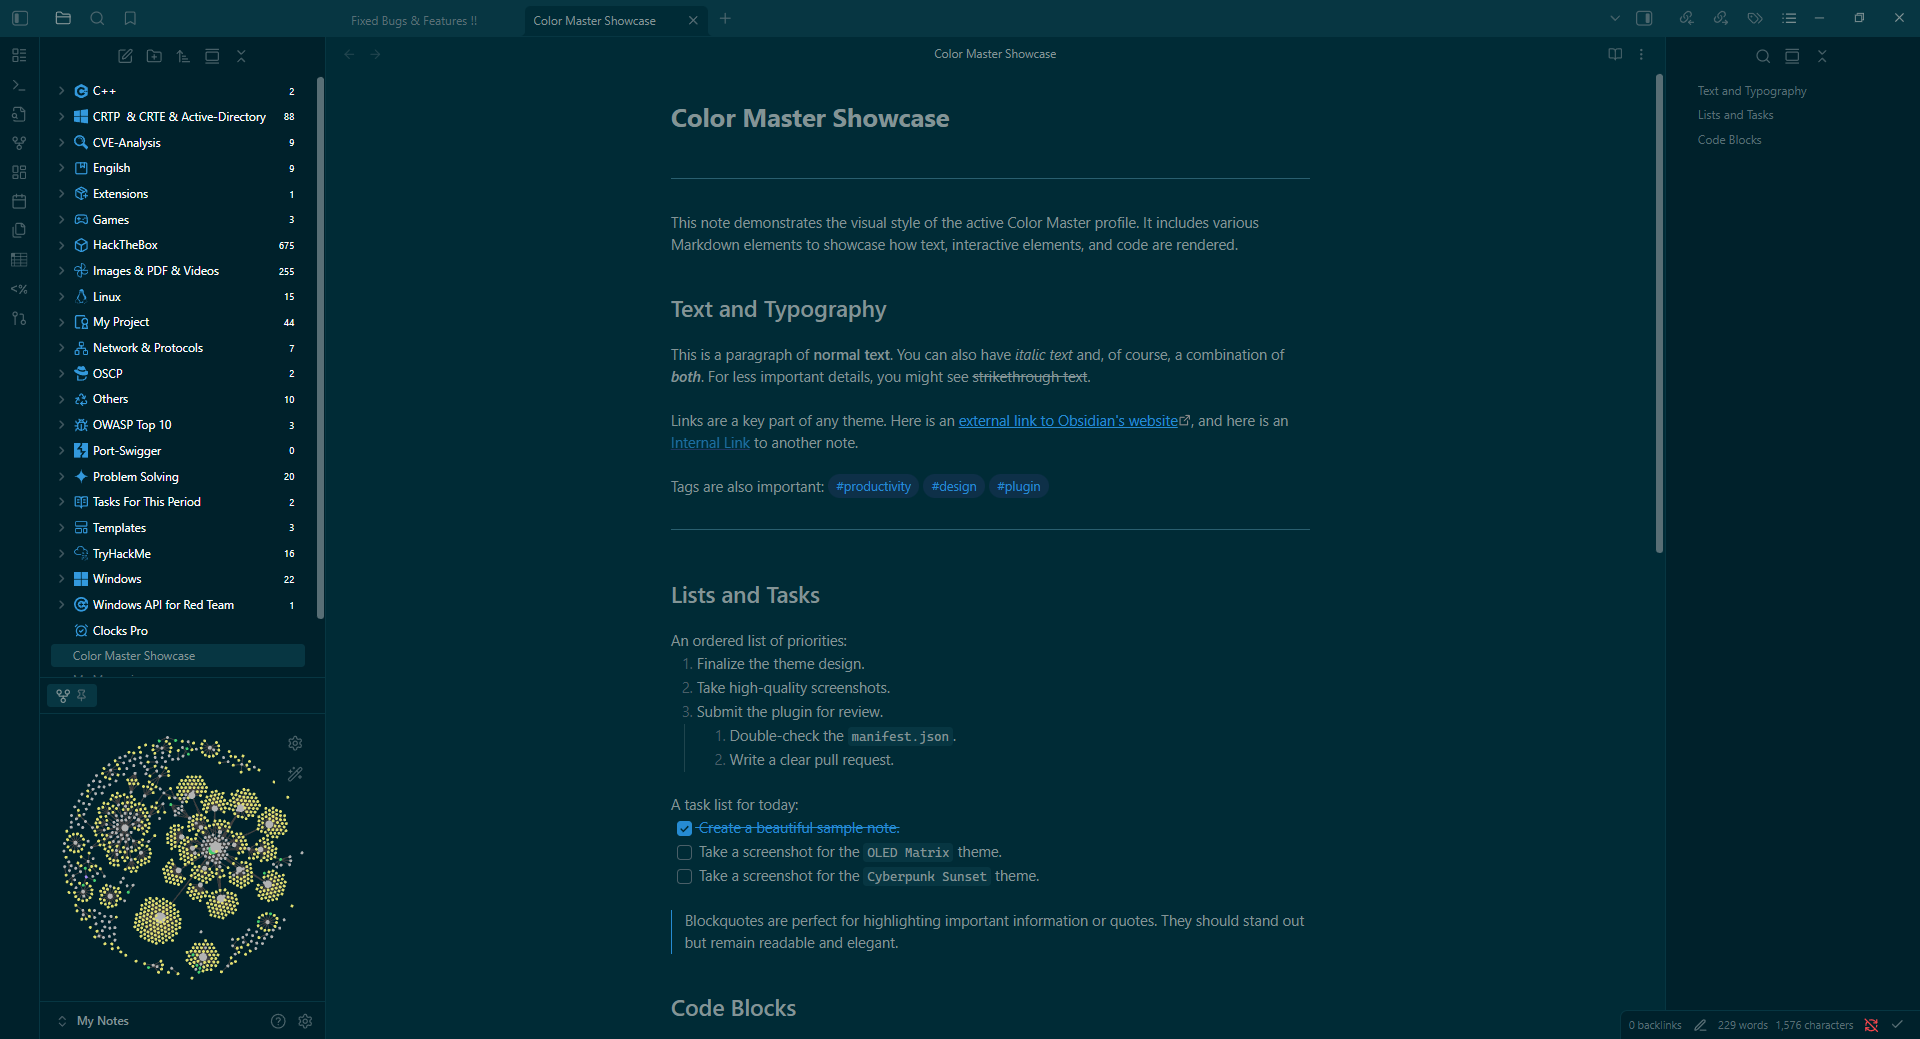 Fixed Bugs & Features !!
Color Master Showcase
C++ 2
CRTP & CRTE & Active-Directory 88
CVE-Analysis 9
Engilsh 9
Extensions 1
Games 3
HackTheBox 675
Images & PDF & Videos 255
Linux 15
My Project 44
Network & Protocols 7
OSCP 2
Others 10
OWASP Top 10 3
Port-Swigger 0
Problem Solving 20
Tasks For This Period 2
Templates 3
TryHackMe 16
Windows 22
Windows API for Red Team 1
Clocks Pro
Color Master Showcase
My Notes
Color Master Showcase
Color Master Showcase
This note demonstrates the visual style of the active Color Master profile. It includes various
Markdown elements to showcase how text, interactive elements, and code are rendered.
Text and Typography
This is a paragraph of normal text. You can also have italic text and, of course, a combination of
both. For less important details, you might see strikethrough text.
Links are a key part of any theme. Here is an external link to Obsidian's website, and here is an
Internal Link to another note.
Tags are also important: #productivity #design #plugin
Lists and Tasks
An ordered list of priorities:
1. Finalize the theme design.
2. Take high-quality screenshots.
3. Submit the plugin for review.
1. Double-check the manifest.json.
2. Write a clear pull request.
A task list for today:
Create a beautiful sample note.
Take a screenshot for the OLED Matrix theme.
Take a screenshot for the Cyberpunk Sunset theme.
Blockquotes are perfect for highlighting important information or quotes. They should stand out
but remain readable and elegant.
Code Blocks
Text and Typography
Lists and Tasks
Code Blocks
0 backlinks 229 words 1,576 characters